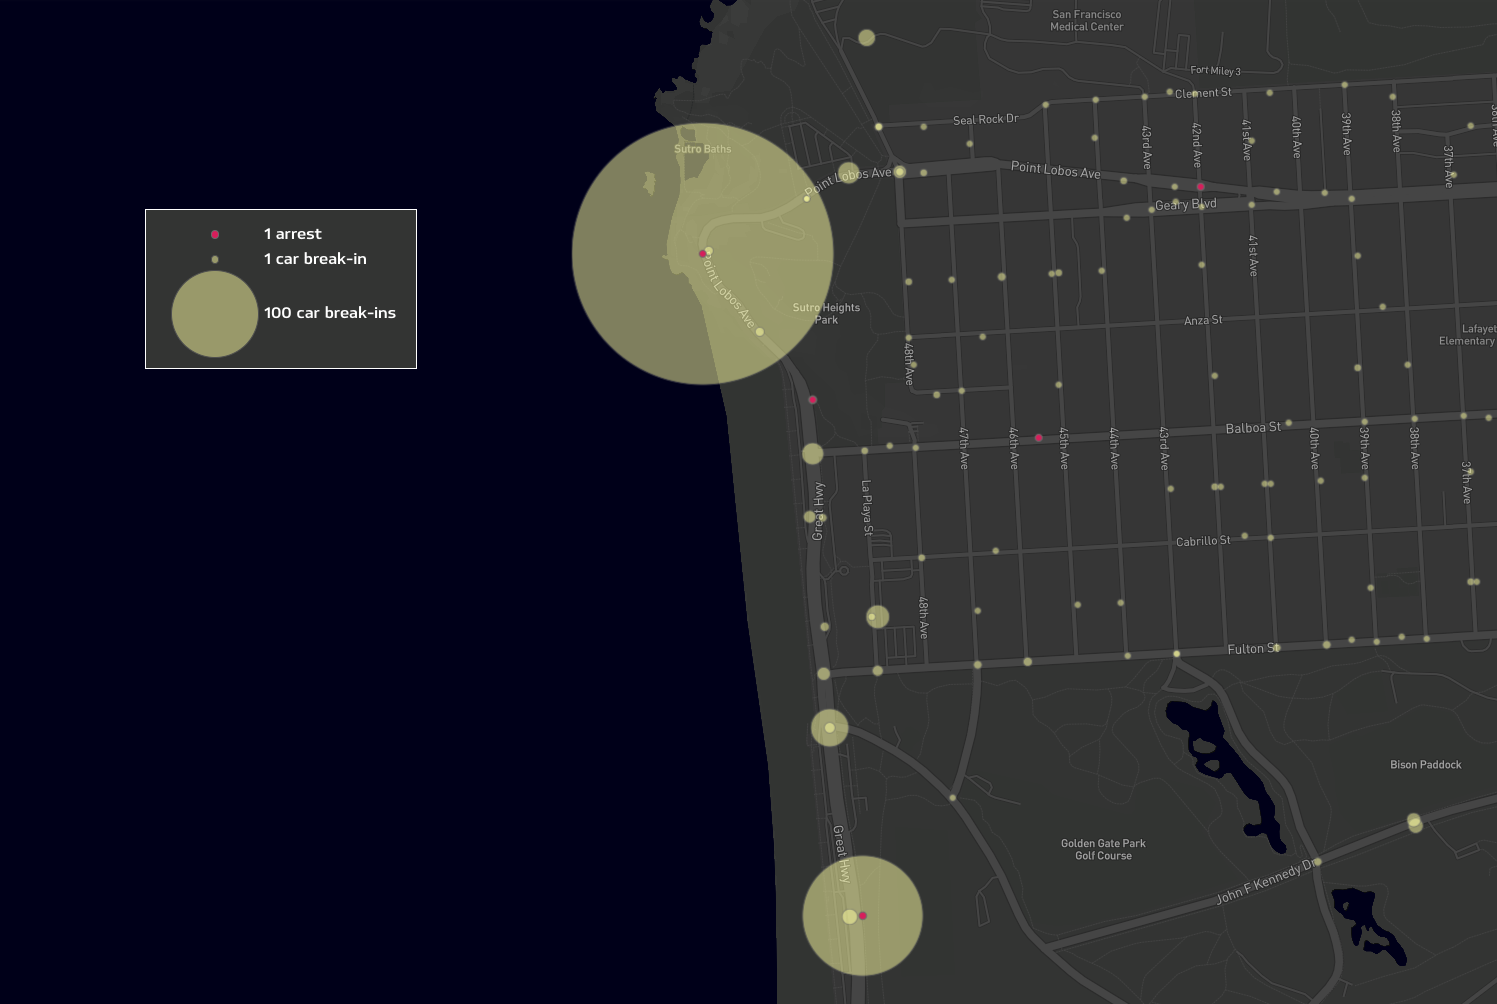 San Francisco
Medical Center
Fort Miley 3
Clement St
Seal Rock Dr
43rd Ave
42nd Ave
41st Ave
40th Ave
39th Ave
38th Ave
37th Ave
Sutro Baths
Point Lobos Ave
Point Lobos Ave
Geary Blvd
1 arrest
1 car break-in
100 car break-ins
41st Ave
Point Lobos Ave
Sutro Heights
Park
Anza St
Lafayet
Elementary
48th Ave
Balboa St
47th Ave
46th Ave
45th Ave
44th Ave
43rd Ave
40th Ave
39th Ave
38th Ave
37th Ave
Great Hwy
La Playa St
Cabrillo St
48th Ave
Fulton St
Bison Paddock
Golden Gate Park
Golf Course
Great Hwy
John F Kennedy Dr